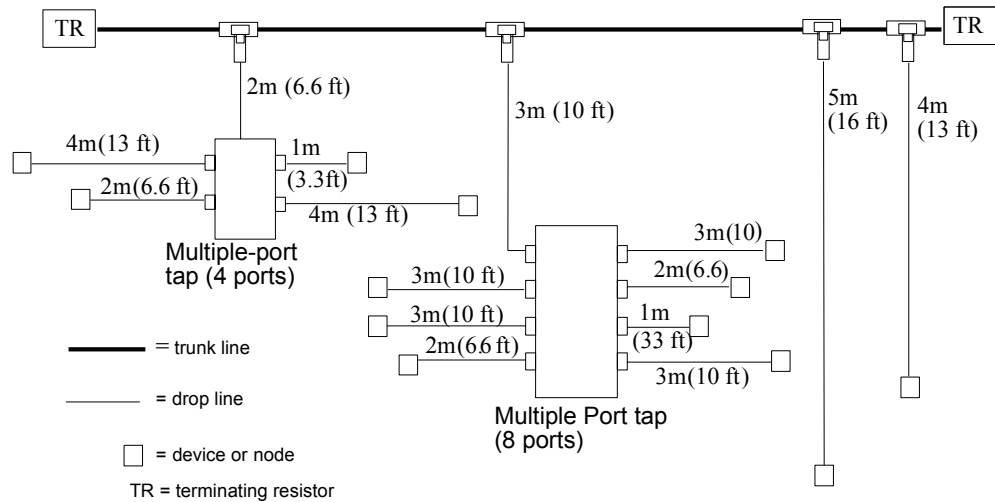 TR
TR
2m (6.6 ft)
3m (10 ft)
5m
(16 ft)
4m
(13 ft)
4m(13 ft)
1m
(3.3ft)
2m(6.6 ft)
4m (13 ft)
Multiple-port
tap (4 ports)
3m(10)
3m(10 ft)
2m(6.6)
3m(10 ft)
1m
(33 ft)
2m(6.6 ft)
3m(10 ft)
Multiple Port tap
(8 ports)
= trunk line
= drop line
= device or node
TR = terminating resistor